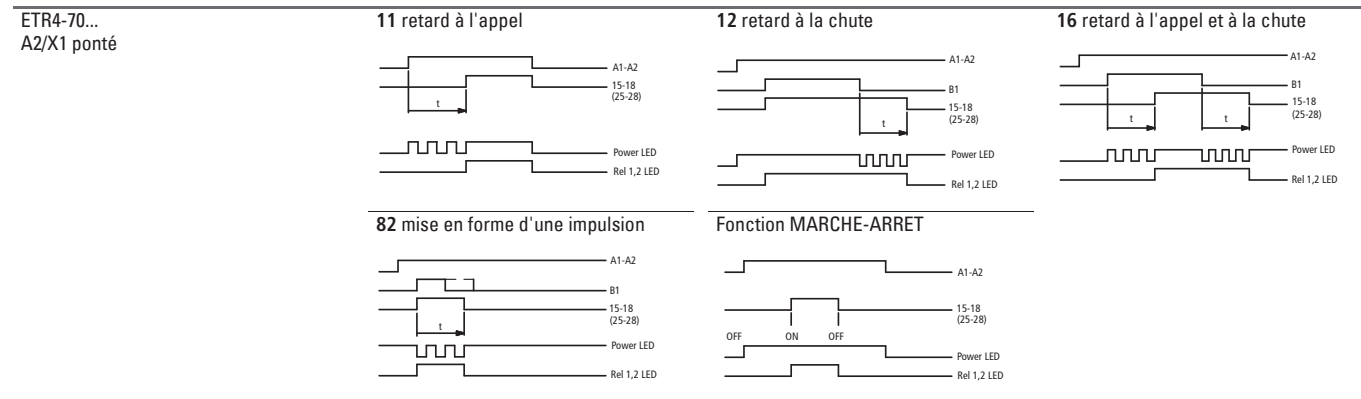 ETR4-70...
A2/X1 ponté
11 retard à l'appel
A1-A2
15-18
(25-28)
t
Power LED
Rel 1,2 LED
12 retard à la chute
A1-A2
B1
15-18
(25-28)
t
Power LED
Rel 1,2 LED
16 retard à l'appel et à la chute
A1-A2
B1
15-18
(25-28)
t t
Power LED
Rel 1,2 LED
82 mise en forme d'une impulsion
A1-A2
B1
15-18
(25-28)
t
Power LED
Rel 1,2 LED
Fonction MARCHE-ARRET
A1-A2
15-18
(25-28)
OFF ON OFF
Power LED
Rel 1,2 LED